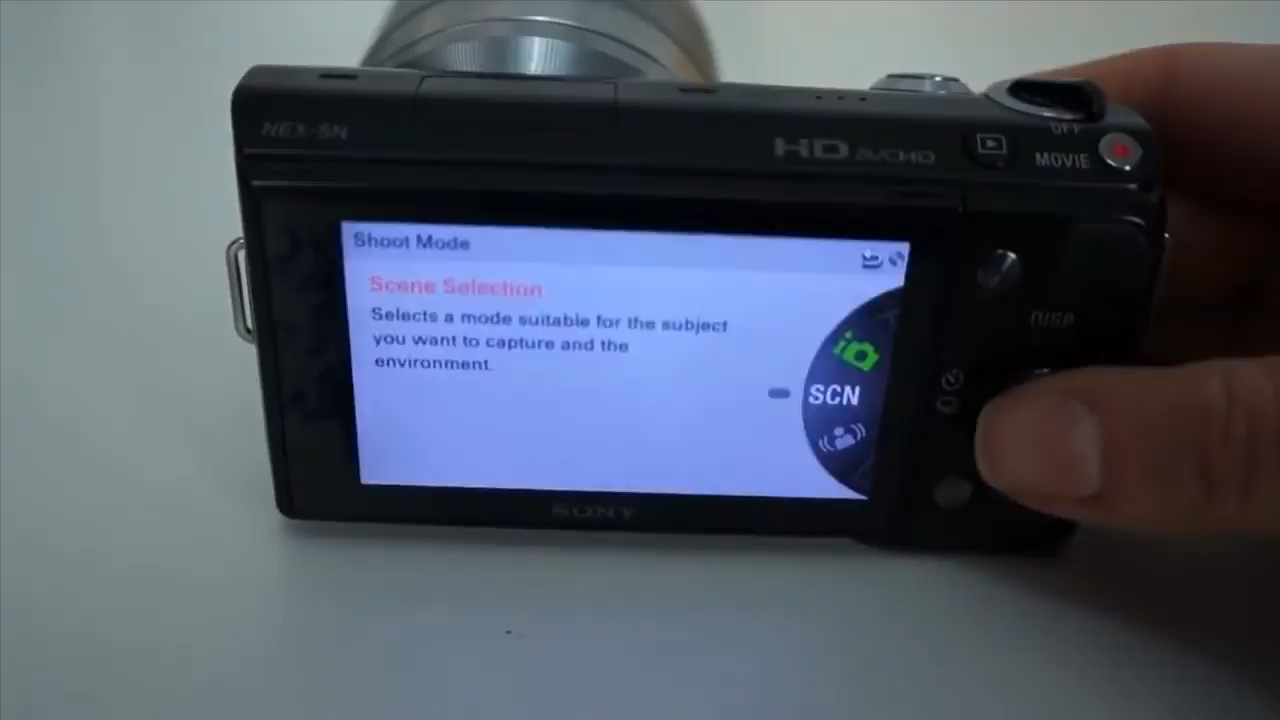 NEX-5N
HD AVCHD
OFF
MOVIE
Shoot Mode
Scene Selection
Selects a mode suitable for the subject
you want to capture and the
environment.
SCN
DISP
SONY